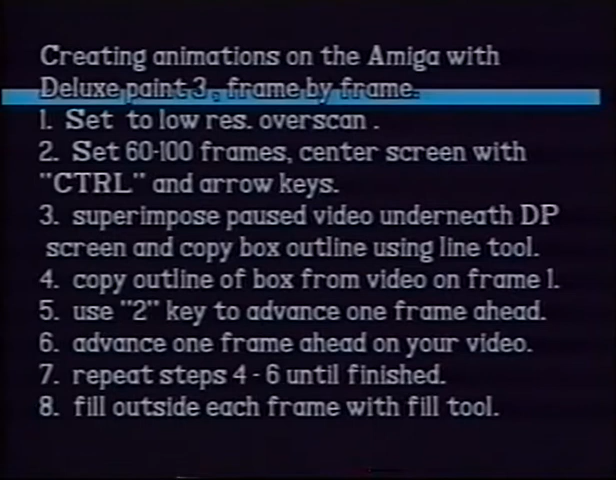 Creating animations on the Amiga with
Deluxe paint 3, frame by frame.
1. Set to low res. overscan.
2. Set 60-100 frames, center screen with
"CTRL" and arrow keys.
3. superimpose paused video underneath DP
screen and copy box outline using line tool.
4. copy outline of box from video on frame 1.
5. use "2" key to advance one frame ahead.
6. advance one frame ahead on your video.
7. repeat steps 4 - 6 until finished.
8. fill outside each frame with fill tool.